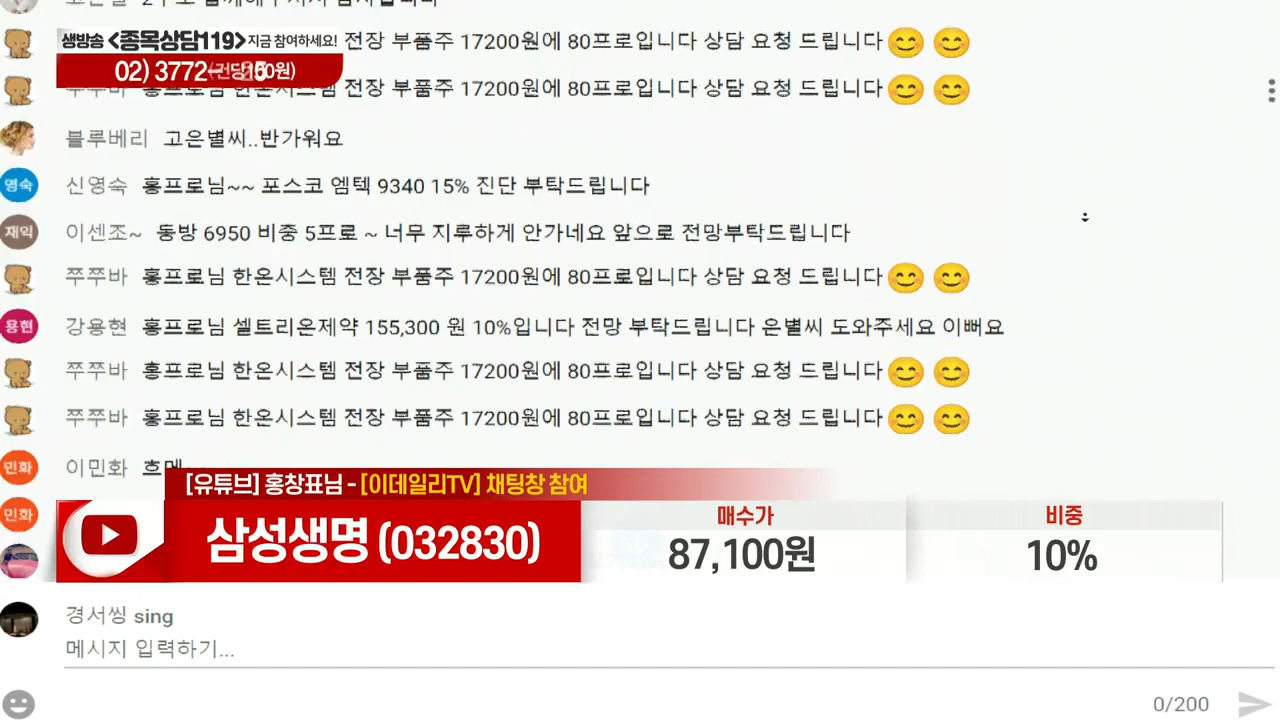 생방송 <종목상담119> 지금 참여하세요!
전장 부품주 17200원에 80프로입니다 상담 요청 드립니다
02) 3772
전장 부품주 17200원에 80프로입니다 상담 요청 드립니다
블루베리 고은별씨..반가워요
영숙 신영숙 홍프로님~~ 포스코 엠텍 9340 15% 진단 부탁드립니다
재익 이센조~ 동방 6950 비중 5프로 ~ 너무 지루하게 안가네요 앞으로 전망부탁드립니다
쭈쭈바 홍프로님 한온시스템 전장 부품주 17200원에 80프로입니다 상담 요청 드립니다
용현 강용현 홍프로님 셀트리온제약 155,300 원 10%입니다 전망 부탁드립니다 은별씨 도와주세요 이뻐요
쭈쭈바 홍프로님 한온시스템 전장 부품주 17200원에 80프로입니다 상담 요청 드립니다
쭈쭈바 홍프로님 한온시스템 전장 부품주 17200원에 80프로입니다 상담 요청 드립니다
민화 이민화
[유튜브] 홍창표님 - [이데일리TV] 채팅창 참여
민화
삼성생명 (032830)
매수가
87,100원
비중
10%
경서씽 sing
메시지 입력하기...
0/200